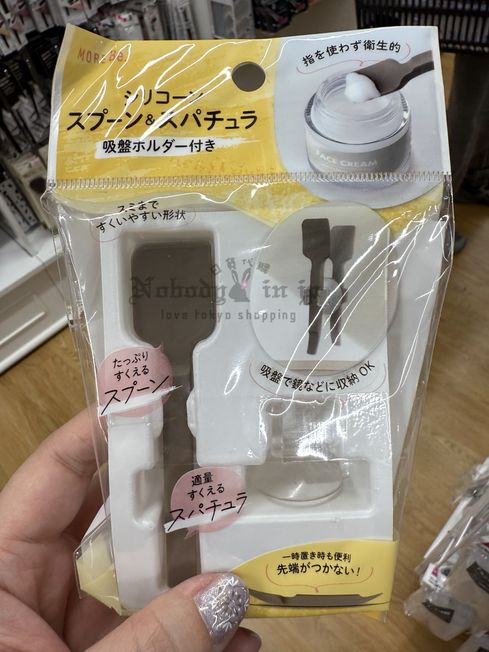 MORE Be.
シリコーン
スプーン&スパチュラ
吸盤ホルダー付き
指を使わず衛生的
FACE CREAM
スミまで
すくいやすい形状
Nobody in jp
love tokyo shopping
たっぷり
すくえる
スプーン
吸盤で鏡などに収納OK
適量
すくえる
スパチュラ
一時置き時も便利
先端がつかない!